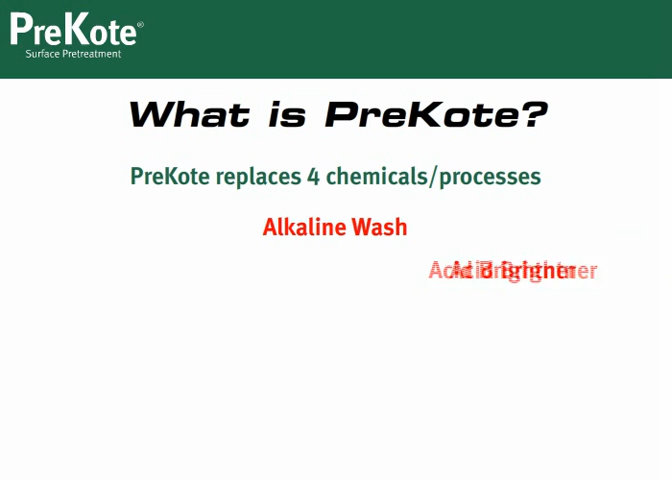 PreKote®
Surface Pretreatment
What is PreKote?
PreKote replaces 4 chemicals/processes
Alkaline Wash